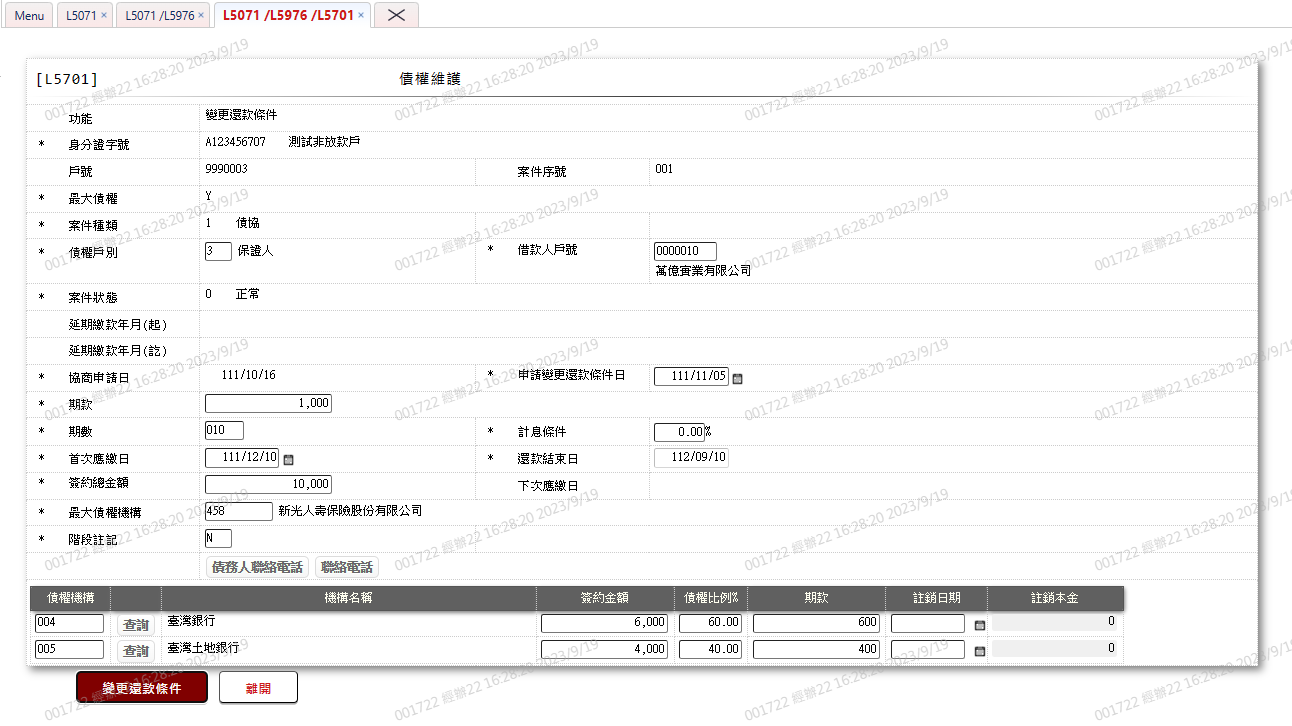 Menu L5071 × L5071 /L5976 × L5071 /L5976 /L5701 ×
[L5701] 債權維護
功能 變更還款條件
* 身分證字號 A123456707 測試非放款戶
戶號 9990003 案件序號 001
* 最大債權 Y
* 案件種類 1 債協
* 債權戶別 3 保證人 * 借款人戶號 0000010
萬億實業有限公司
* 案件狀態 0 正常
延期繳款年月(起)
延期繳款年月(訖)
* 協商申請日 111/10/16 * 申請變更還款條件日 111/11/05
* 期款 1,000
* 期數 010 * 計息條件 0.00%
* 首次應繳日 111/12/10 * 還款結束日 112/09/10
* 簽約總金額 10,000 下次應繳日
* 最大債權機構 458 新光人壽保險股份有限公司
* 階段註記 N
債務人聯絡電話 聯絡電話
債權機構 機構名稱 簽約金額 債權比例% 期款 註銷日期 註銷本金
004 查詢 臺灣銀行 6,000 60.00 600 0
005 查詢 臺灣土地銀行 4,000 40.00 400 0
變更還款條件 離開
001722 經辦22 16:28:20 2023/9/19